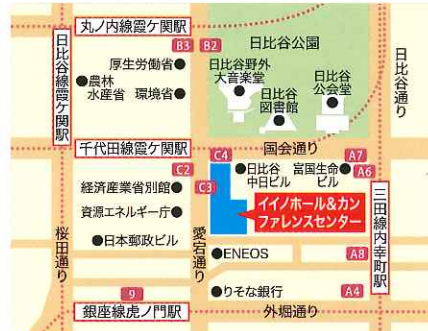 丸ノ内線霞ケ関駅
B3
B2
日比谷公園
日比谷線霞ケ関駅
厚生労働省
農林
水産省
環境省
日比谷野外
大音楽堂
日比谷
図書館
日比谷
公会堂
日比谷通り
千代田線霞ケ関駅
国会通り
C2
C4
A7
経済産業省別館
C3
日比谷
中日ビル
富国生命
ビル
A6
資源エネルギー庁
イイノホール&カン
ファレンスセンター
三田線内幸町駅
桜田通り
日本郵政ビル
愛宕通り
ENEOS
A8
9
りそな銀行
A4
銀座線虎ノ門駅
外堀通り